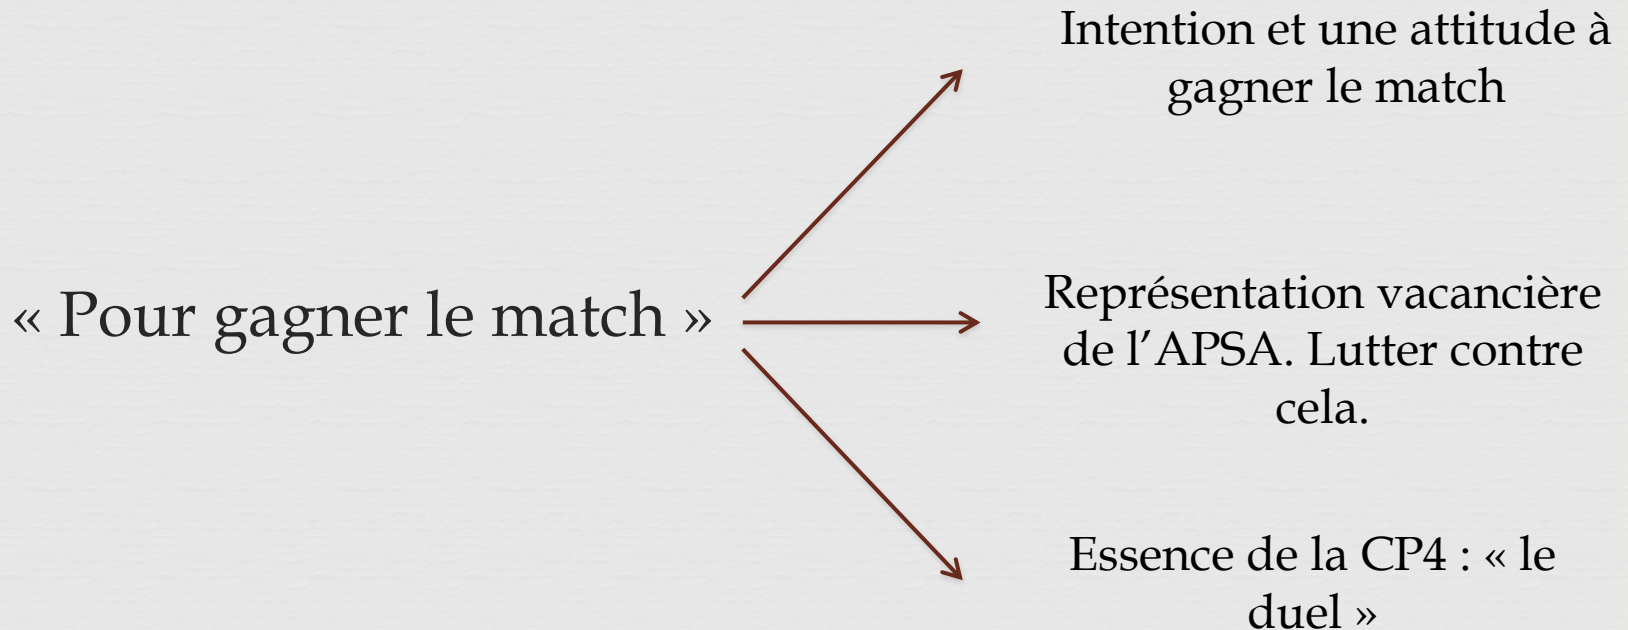 Intention et une attitude à
gagner le match
« Pour gagner le match »
Représentation vacancière
de l’APSA. Lutter contre
cela.
Essence de la CP4 : « le
duel »